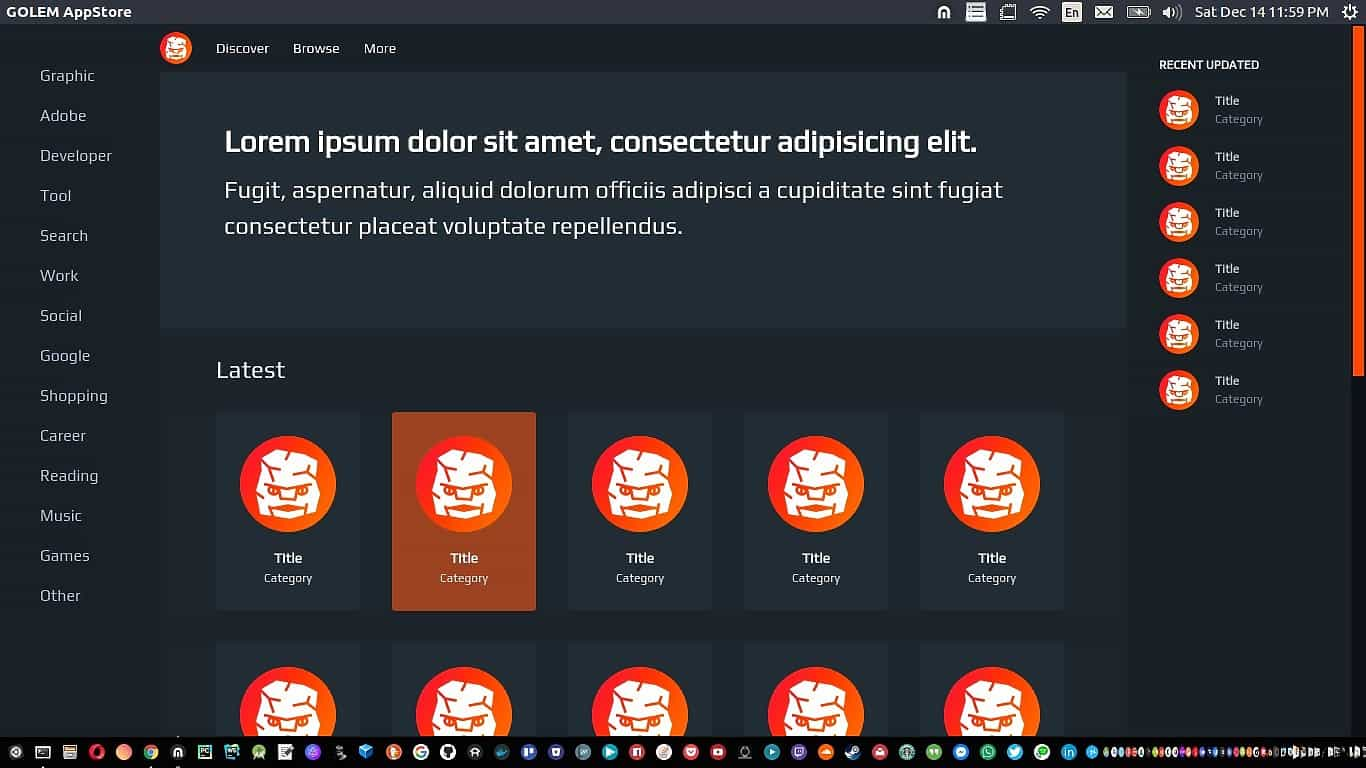 GOLEM AppStore
En
Sat Dec 14 11:59 PM
Discover
Browse
More
Graphic
Adobe
Developer
Tool
Search
Work
Social
Google
Shopping
Career
Reading
Music
Games
Other
Lorem ipsum dolor sit amet, consectetur adipisicing elit.
Fugit, aspernatur, aliquid dolorum officiis adipisci a cupiditate sint fugiat
consectetur placeat voluptate repellendus.
Latest
TItle
Category
TItle
Category
TItle
Category
TItle
Category
TItle
Category
RECENT UPDATED
TItle
Category
TItle
Category
TItle
Category
TItle
Category
TItle
Category
TItle
Category